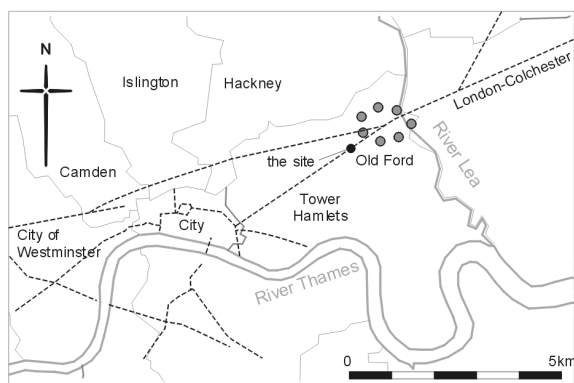 N
Islington
Hackney
London-Colchester
the site
Old Ford
River Lea
Camden
Tower
Hamlets
City
City of
Westminster
River Thames
0
5km